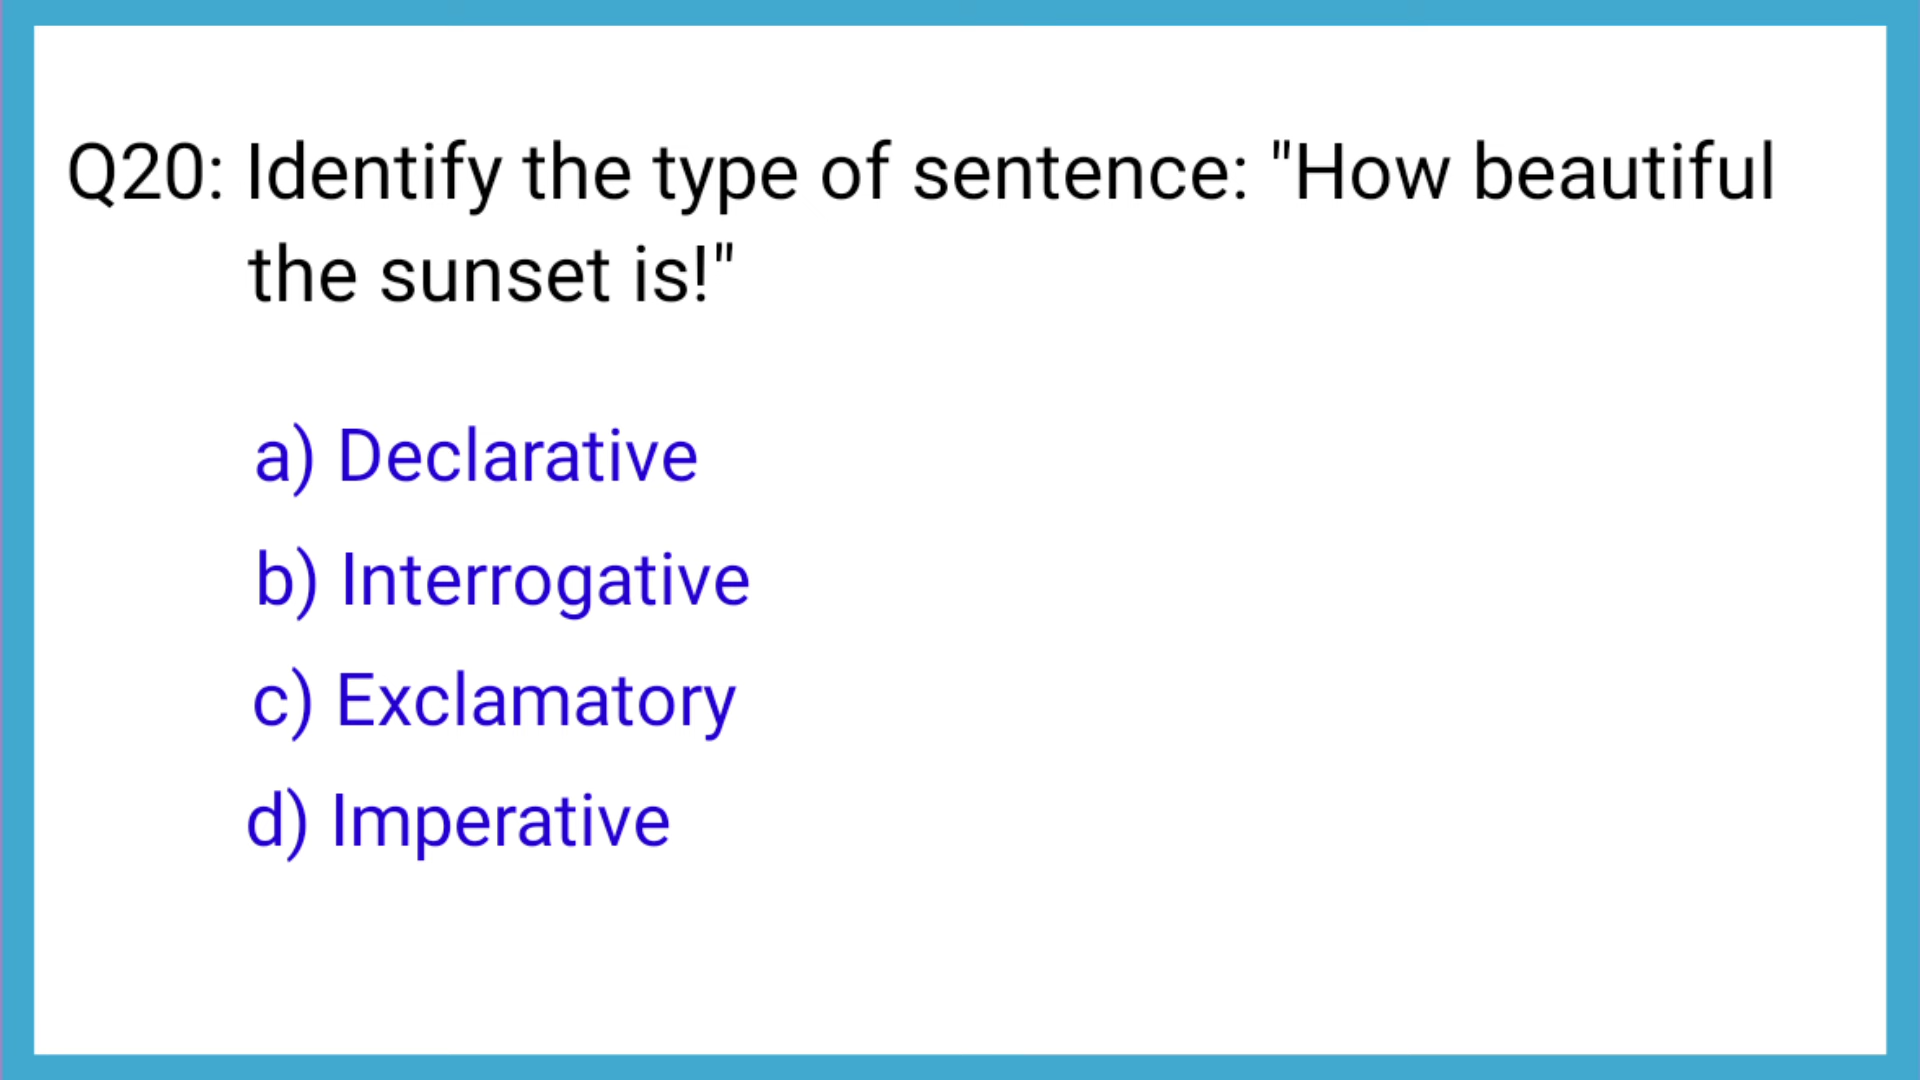 Q20: Identify the type of sentence: "How beautiful
the sunset is!"
a) Declarative
b) Interrogative
c) Exclamatory
d) Imperative